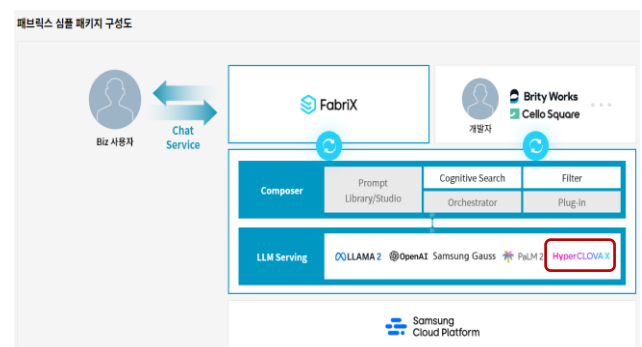 패브릭스 심플 패키지 구성도
Biz 사용자
Chat
Service
FabriX
개발자
Brity Works
Cello Square
Composer
Prompt
Library/Studio
Cognitive Search
Filter
Orchestrator
Plug-in
LLM Serving
LLAMA 2
OpenAI
Samsung Gauss
PaLM 2
HyperCLOVA X
Samsung
Cloud Platform